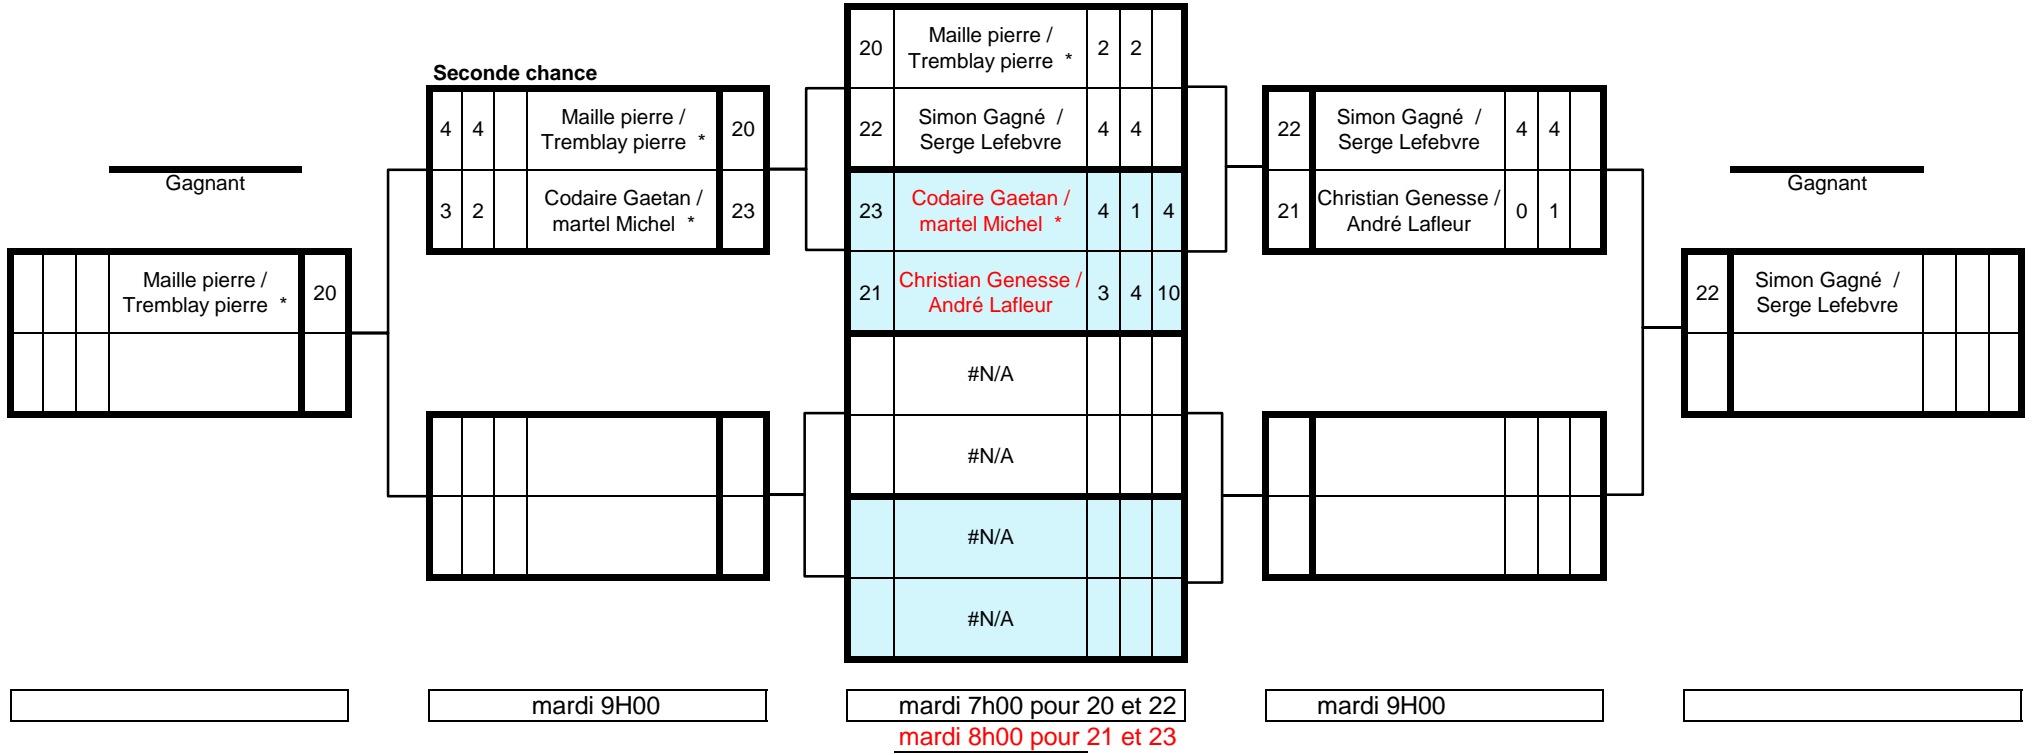 Gagnant
Maille pierre /
Tremblay pierre * 20
Seconde chance
4 4 Maille pierre /
Tremblay pierre * 20
3 2 Codaire Gaetan /
martel Michel * 23
20 Maille pierre /
Tremblay pierre * 2 2
22 Simon Gagné /
Serge Lefebvre 4 4
23 Codaire Gaetan /
martel Michel * 4 1 4
21 Christian Genesse /
André Lafleur 3 4 10
#N/A
#N/A
#N/A
#N/A
22 Simon Gagné /
Serge Lefebvre 4 4
21 Christian Genesse /
André Lafleur 0 1
Gagnant
22 Simon Gagné /
Serge Lefebvre
mardi 9H00
mardi 7h00 pour 20 et 22
mardi 8h00 pour 21 et 23
mardi 9H00